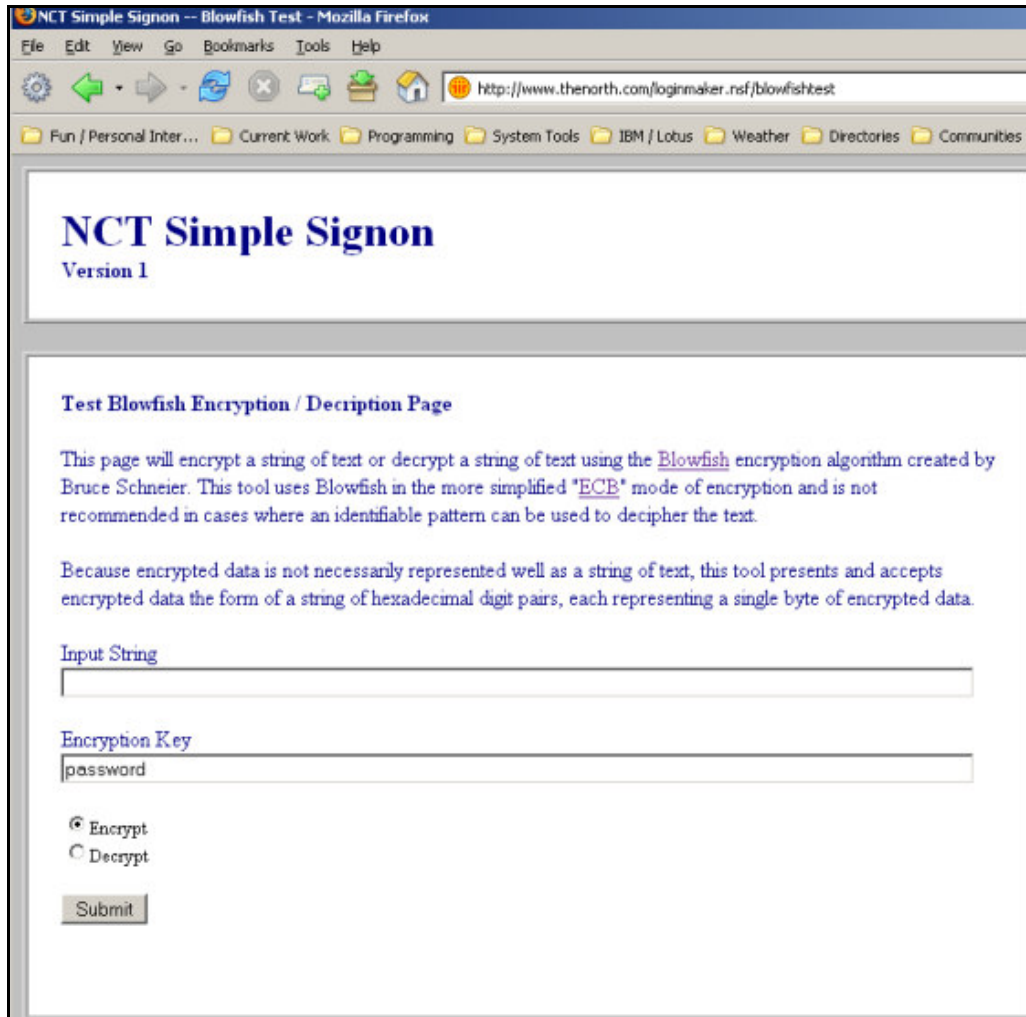 NCT Simple Signon -- Blowfish Test - Mozilla Firefox
File Edit View Go Bookmarks Tools Help
http://www.thenorth.com/loginmaker.nsf/blowfishtest
Fun / Personal Inter... Current Work Programming System Tools IBM / Lotus Weather Directories Communities
NCT Simple Signon
Version 1
Test Blowfish Encryption / Decription Page
This page will encrypt a string of text or decrypt a string of text using the Blowfish encryption algorithm created by
Bruce Schneier. This tool uses Blowfish in the more simplified "ECB" mode of encryption and is not
recommended in cases where an identifiable pattern can be used to decipher the text.
Because encrypted data is not necessarily represented well as a string of text, this tool presents and accepts
encrypted data the form of a string of hexadecimal digit pairs, each representing a single byte of encrypted data.
Input String
Encryption Key
password
Encrypt
Decrypt
Submit